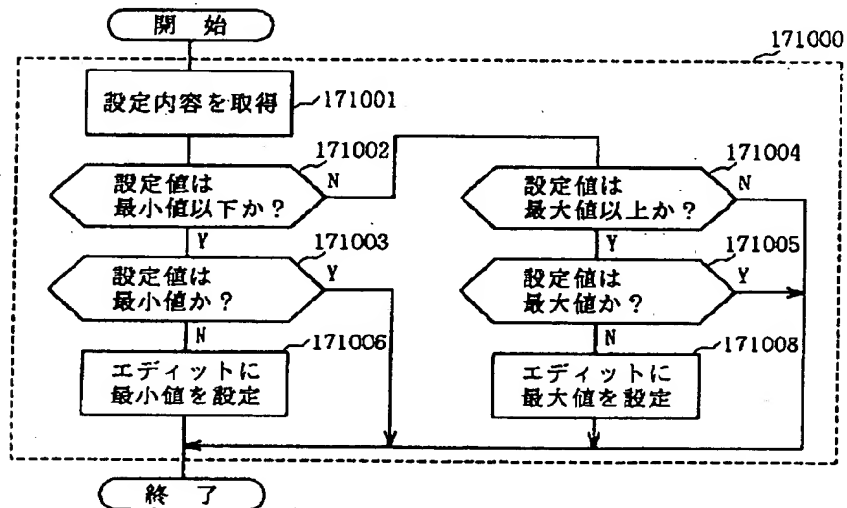 開 始
171000
設定内容を取得
171001
171002
設定値は
最小値以下か?
N
Y
171003
設定値は
最小値か?
Y
N
171006
エディットに
最小値を設定
171004
設定値は
最大値以上か?
N
Y
171005
設定値は
最大値か?
Y
N
171008
エディットに
最大値を設定
終 了